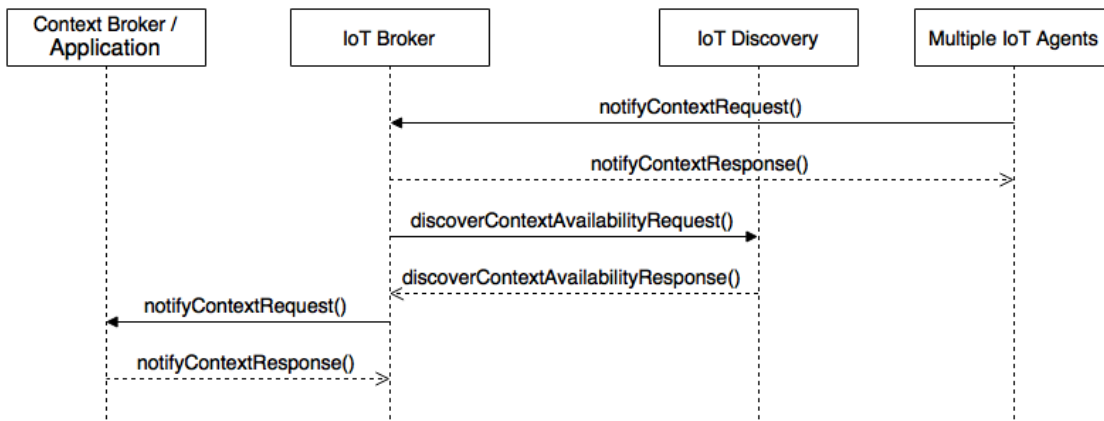 Context Broker /
Application
IoT Broker
IoT Discovery
Multiple IoT Agents
notifyContextRequest()
notifyContextResponse()
discoverContextAvailabilityRequest()
discoverContextAvailabilityResponse()
notifyContextRequest()
notifyContextResponse()